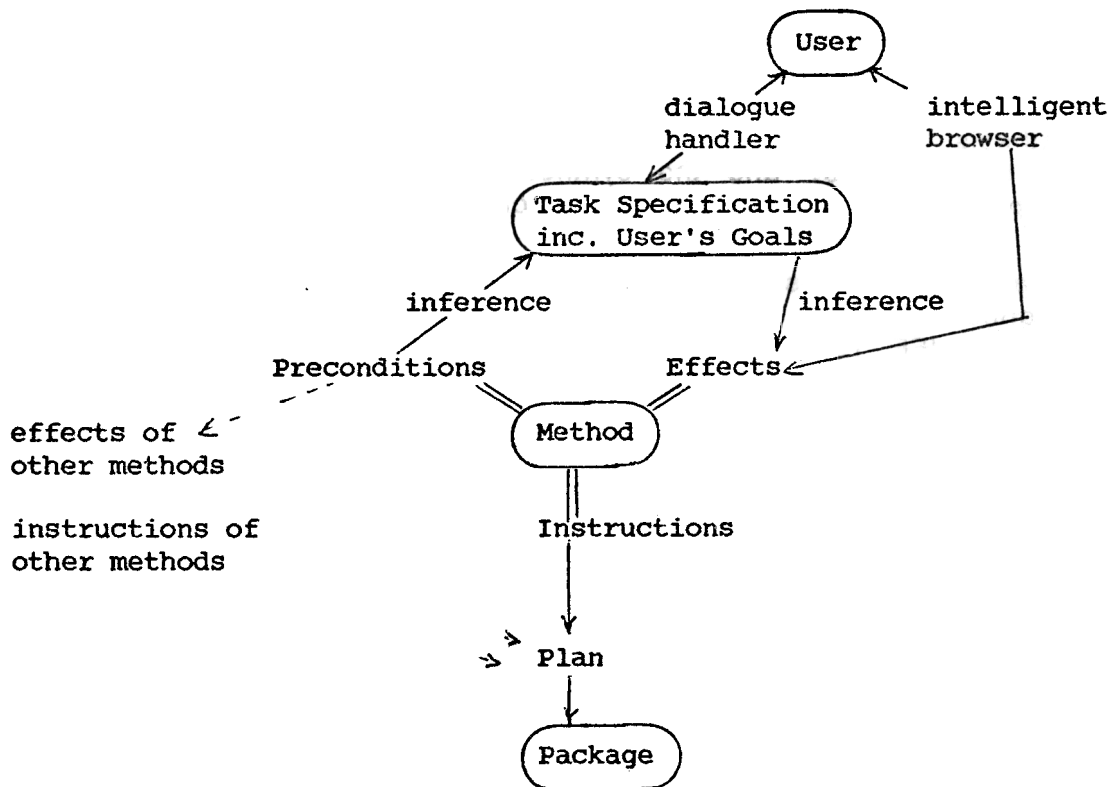 User
dialogue
handler
intelligent
browser
Task Specification
inc. User's Goals
inference
inference
Preconditions
Effects
effects of
other methods
Method
instructions of
other methods
Instructions
Plan
Package